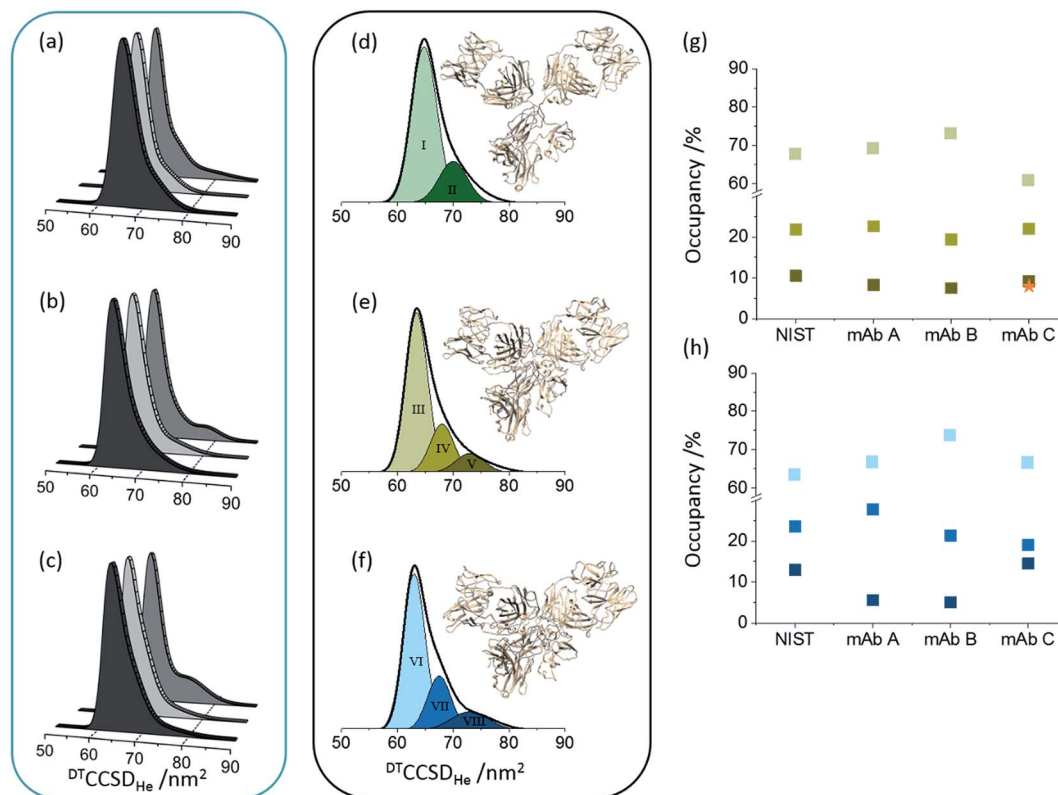 (a)
50 60 70 80 90
(b)
50 60 70 80 90
(c)
50 60 70 80 90
DTCCSDHe /nm2
(d)
I
II
50 60 70 80 90
(e)
III
IV
V
50 60 70 80 90
(f)
VI
VII
VIII
50 60 70 80 90
DTCCSDHe /nm2
(g)
Occupancy /%
90
80
70
60
20
10
0
NIST mAb A mAb B mAb C
(h)
Occupancy /%
90
80
70
60
20
10
0
NIST mAb A mAb B mAb C